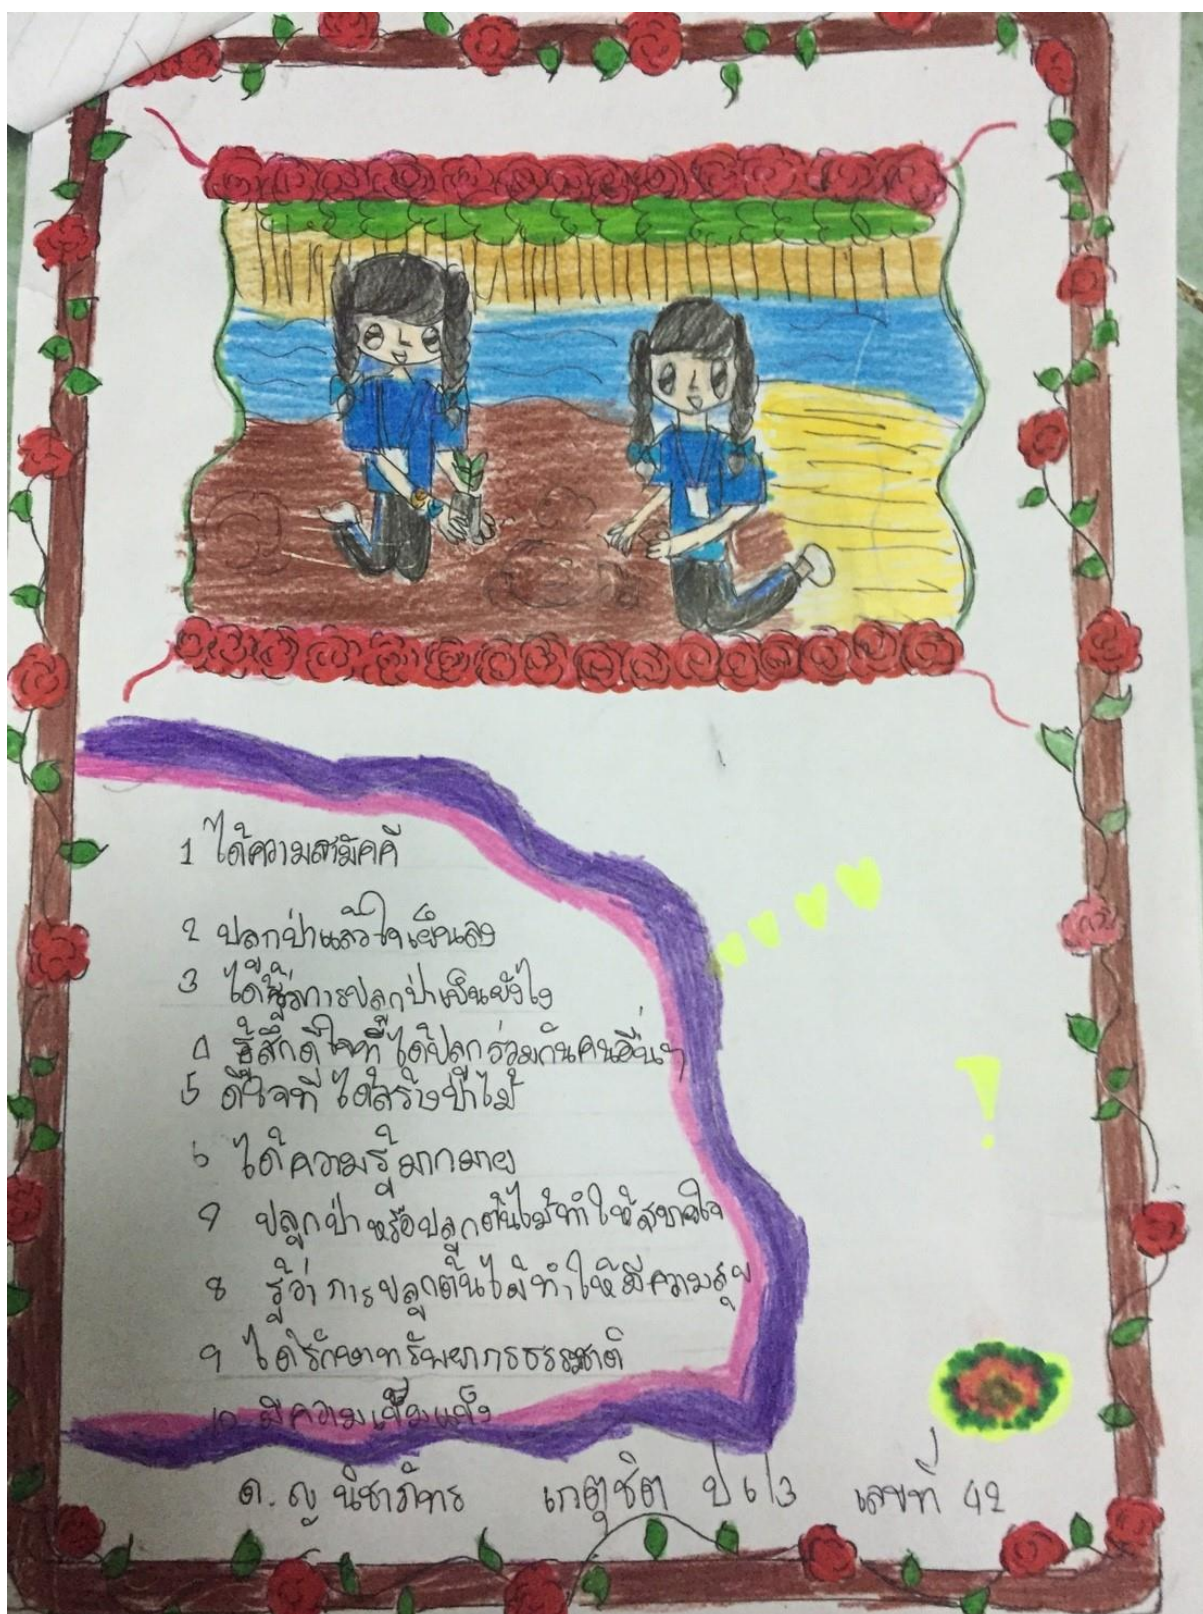 1 ได้ความสามัคคี
2 ปลูกป่าแล้วใจเย็นลง
3 ได้รู้ว่าการปลูกป่าเป็นยังไง
4 รู้สึกดีใจที่ได้ปลูกร่วมกันคนอื่นๆ
5 ดีใจที่ได้สร้างป่าไม้
6 ได้ความรู้มากมาย
7 ปลูกป่าหรือปลูกต้นไม้ทำให้สบายใจ
8 รู้ว่าการปลูกต้นไม้ทำให้มีความสุข
9 ได้รักษาทรัพยากรธรรมชาติ
10 มีความเข้มแข็ง
ด.ญ นิชาภัทร เกตุชิต ป 6/3 เลขที่ 42